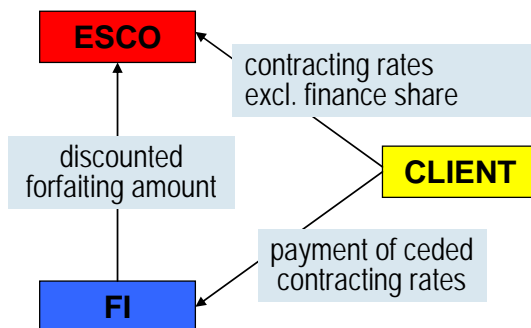 ESCO
contracting rates
excl. finance share
discounted
forfaiting amount
CLIENT
payment of ceded
contracting rates
FI